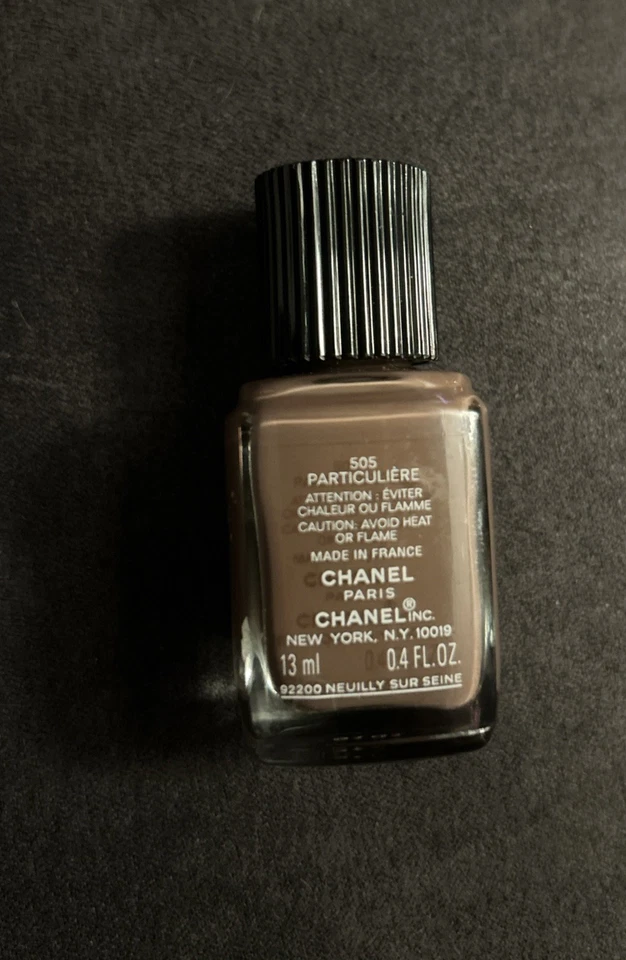 505
PARTICULIÈRE
ATTENTION : ÉVITER
CHALEUR OU FLAMME
CAUTION: AVOID HEAT
OR FLAME
MADE IN FRANCE
CHANEL
PARIS
CHANEL® INC.
NEW YORK, N.Y. 10019
13 ml 0.4 FL.OZ.
92200 NEUILLY SUR SEINE